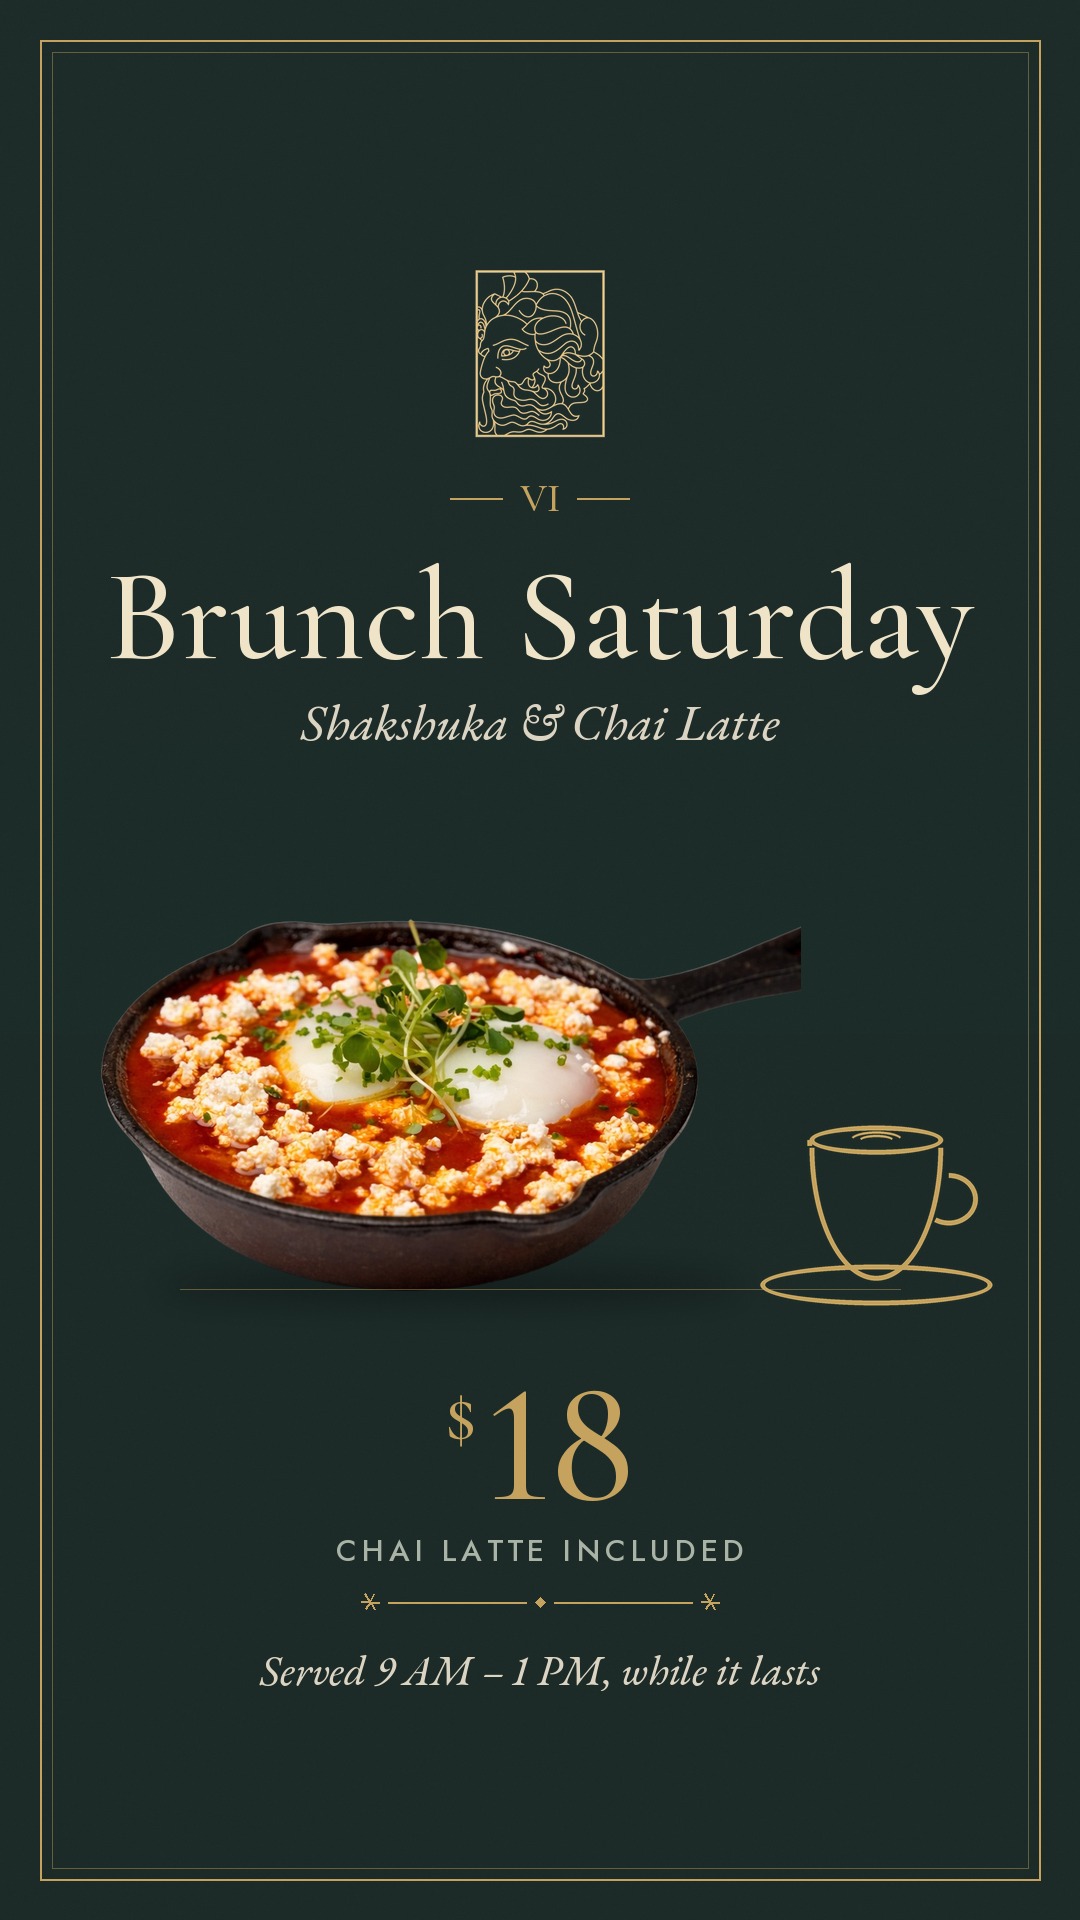 VI
Brunch Saturday
Shakshuka & Chai Latte
$18
CHAI LATTE INCLUDED
Served 9 AM – 1 PM, while it lasts